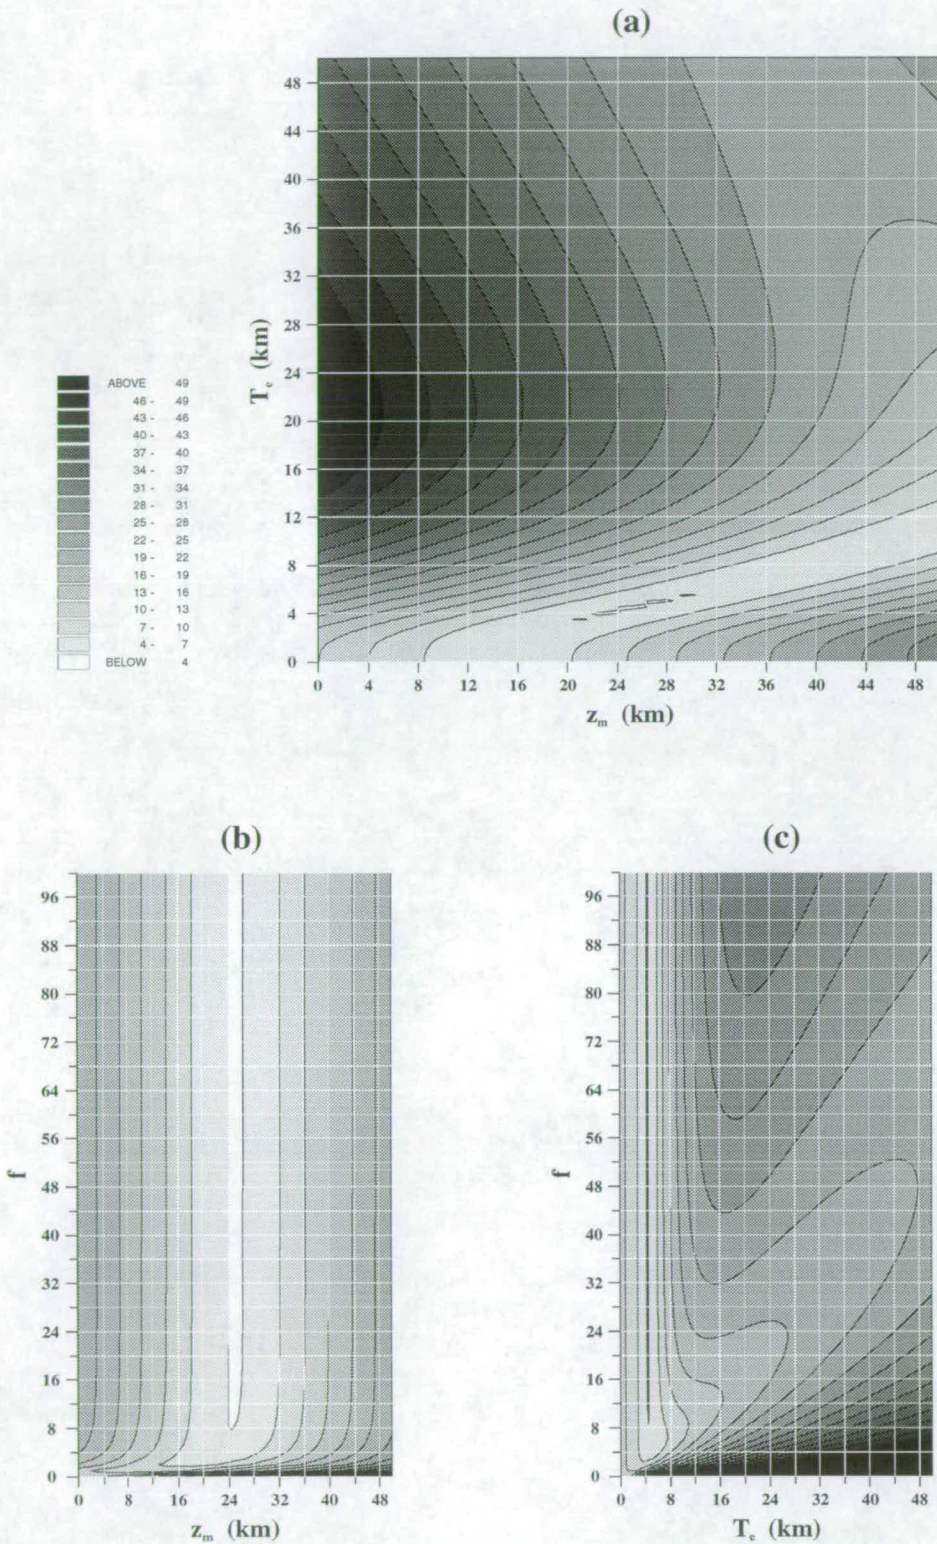 (a)
48
44
40
36
32
28
24
20
16
12
8
4
0
T_e (km)
0 4 8 12 16 20 24 28 32 36 40 44 48
z_m (km)
ABOVE 49
46 - 49
43 - 46
40 - 43
37 - 40
34 - 37
31 - 34
28 - 31
25 - 28
22 - 25
19 - 22
16 - 19
13 - 16
10 - 13
7 - 10
4 - 7
BELOW 4
(b)
96
88
80
72
64
56
48
40
32
24
16
8
0
f
0 8 16 24 32 40 48
z_m (km)
(c)
96
88
80
72
64
56
48
40
32
24
16
8
0
f
0 8 16 24 32 40 48
T_e (km)